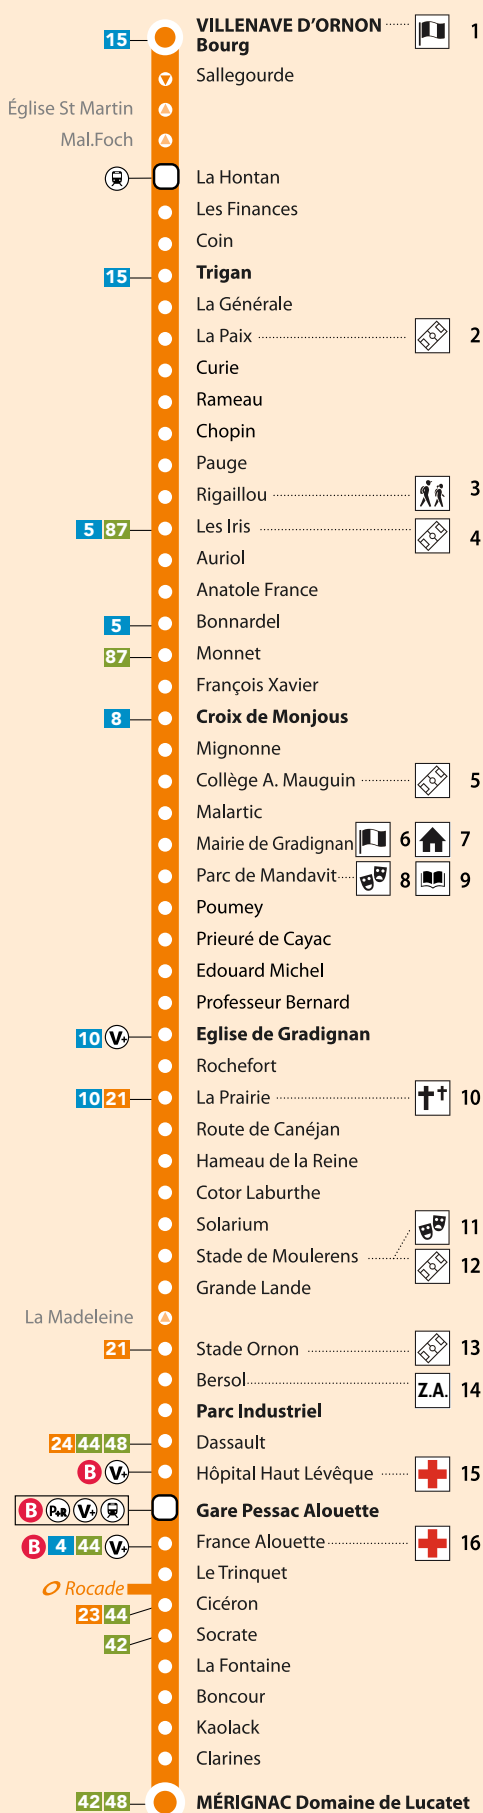 15 VILLENAVE D’ORNON 1
Bourg
Sallegourde
Église St Martin
Mal.Foch
La Hontan
Les Finances
Coin
15 Trigan
La Générale
La Paix 2
Curie
Rameau
Chopin
Pauge
Rigaillou 3
5 87 Les Iris 4
Auriol
Anatole France
5 Bonnardel
87 Monnet
François Xavier
8 Croix de Monjous
Mignonne
Collège A. Mauguin 5
Malartic
Mairie de Gradignan 6 7
Parc de Mandavit 8 9
Poumey
Prieuré de Cayac
Edouard Michel
Professeur Bernard
10 V+ Eglise de Gradignan
Rochefort
10 21 La Prairie 10
Route de Canéjan
Hameau de la Reine
Cotor Laburthe
Solarium 11
Stade de Moulerens 12
Grande Lande
La Madeleine
21 Stade Ornon 13
Bersol Z.A. 14
Parc Industriel
24 44 48 Dassault
B V+ Hôpital Haut Lévêque 15
B P+R V+ Gare Pessac Alouette
B 4 44 V+ France Alouette 16
Le Trinquet
Rocade
23 44 Cicéron
42 Socrate
La Fontaine
Boncour
Kaolack
Clarines
42 48 MÉRIGNAC Domaine de Lucatet